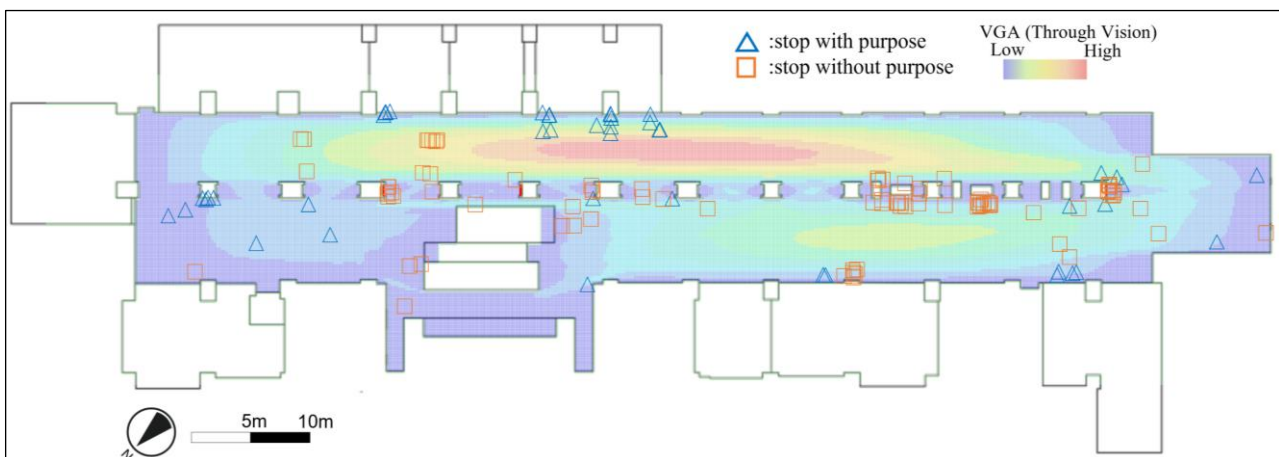 △ :stop with purpose
□ :stop without purpose
VGA (Through Vision)
Low High
5m 10m
N